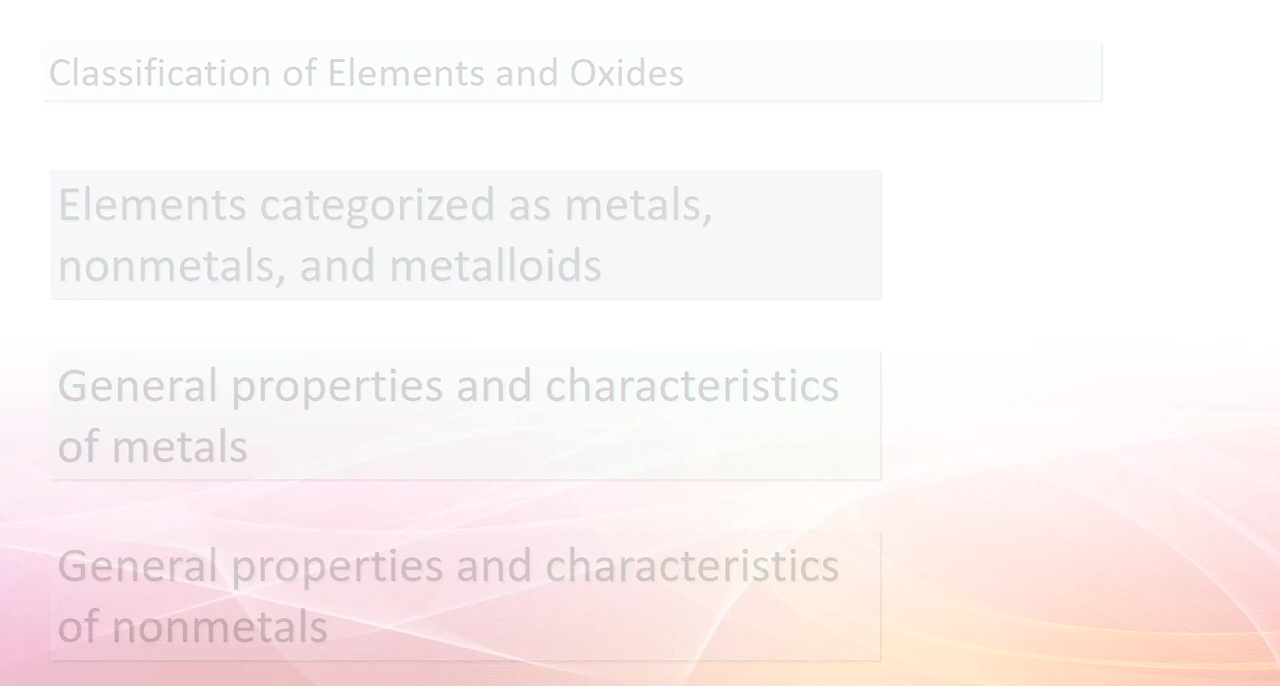 Classification of Elements and Oxides
Elements categorized as metals,
nonmetals, and metalloids
General properties and characteristics
of metals
General properties and characteristics
of nonmetals